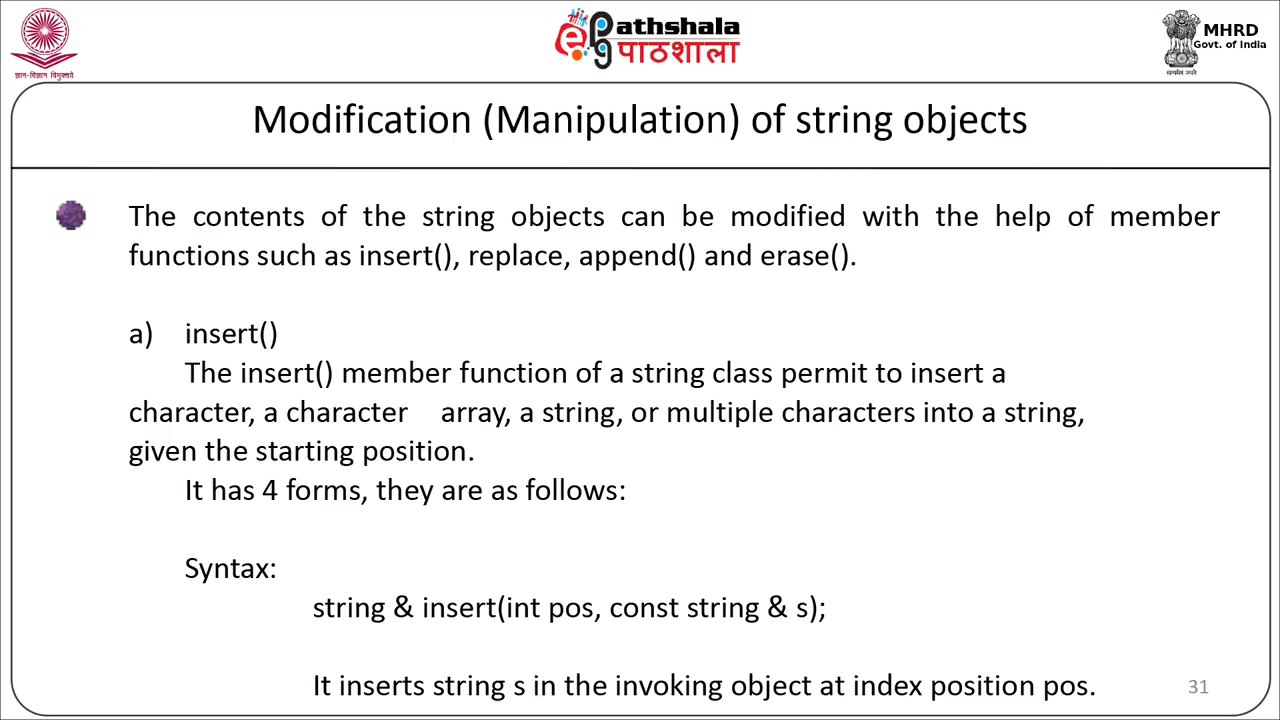 ज्ञान-विज्ञान विमुक्तये
ePathshala
पाठशाला
MHRD
Govt. of India
सत्यमेव जयते
Modification (Manipulation) of string objects
The contents of the string objects can be modified with the help of member
functions such as insert(), replace, append() and erase().
a) insert()
The insert() member function of a string class permit to insert a
character, a character array, a string, or multiple characters into a string,
given the starting position.
It has 4 forms, they are as follows:
Syntax:
string & insert(int pos, const string & s);
It inserts string s in the invoking object at index position pos.
31